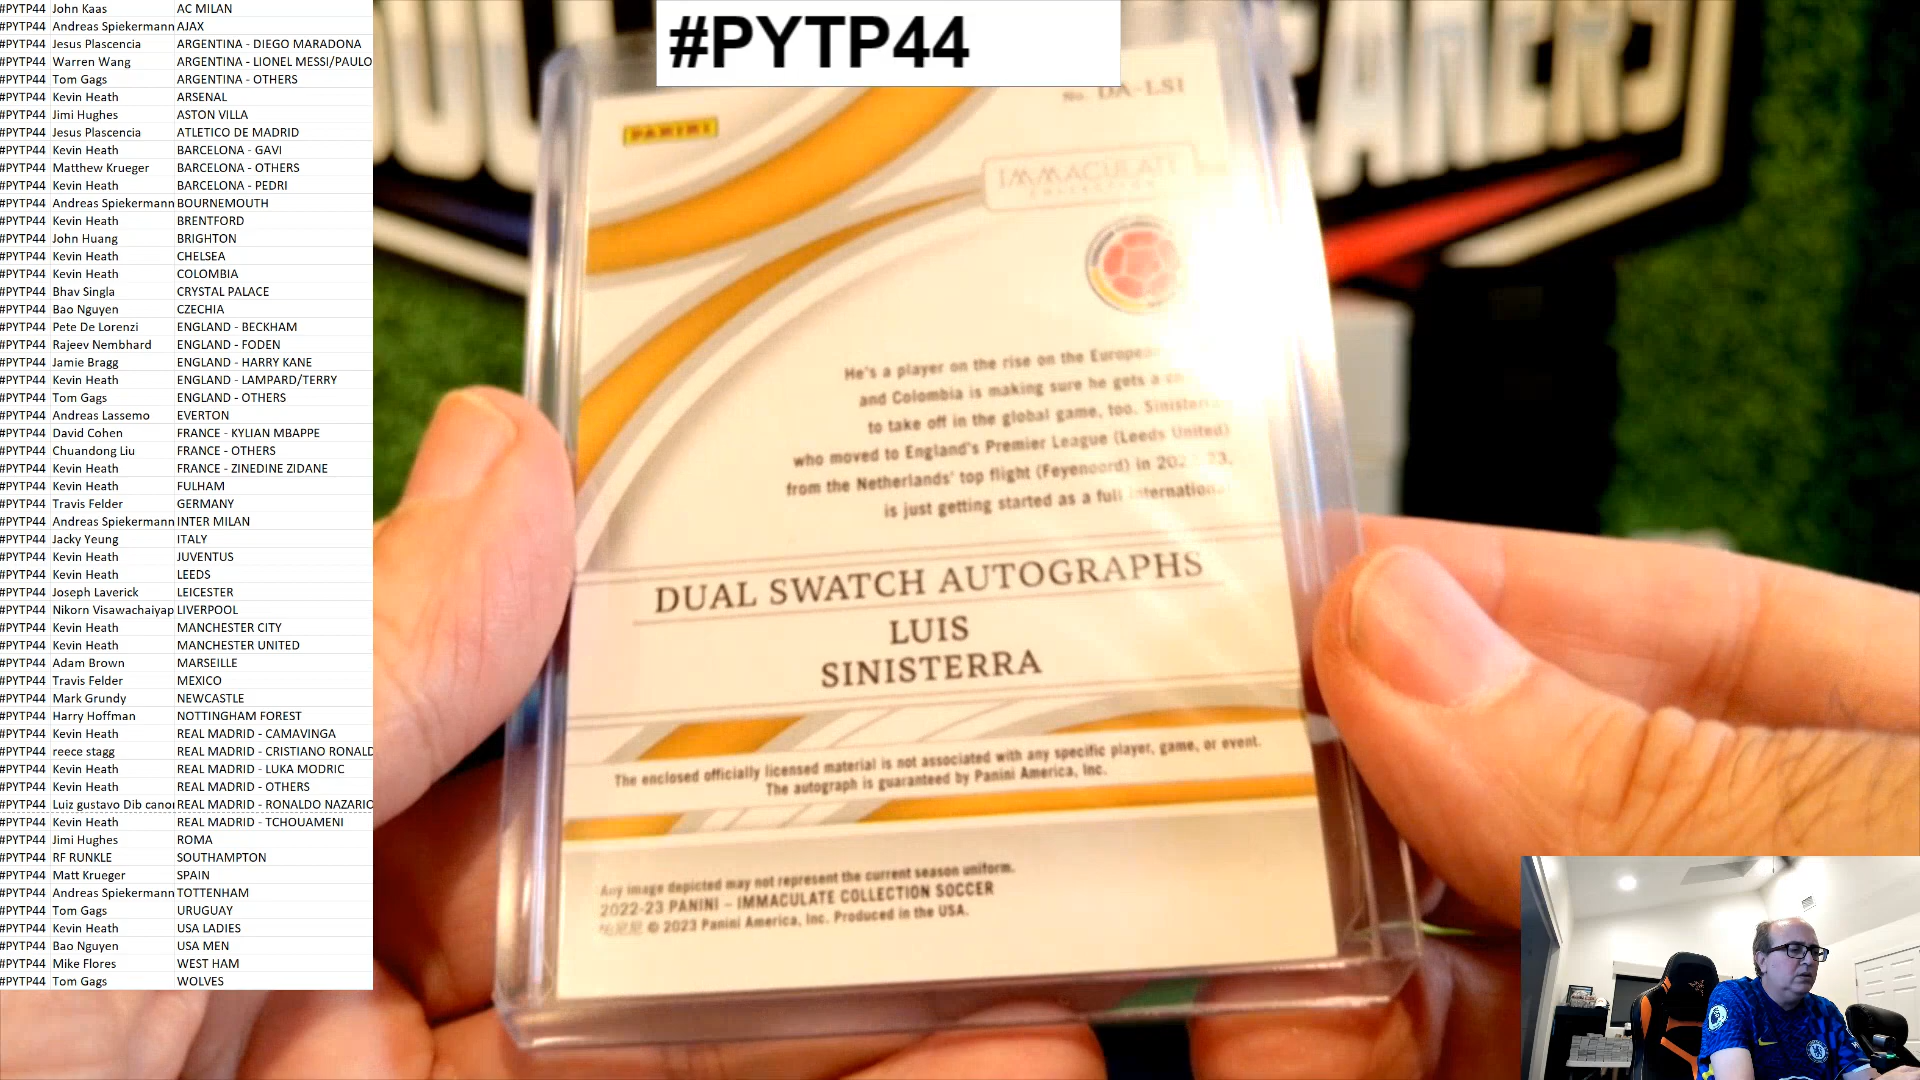 #PYTP44 John Kaas AC MILAN
#PYTP44 Andreas Spiekermann AJAX
#PYTP44 Jesus Plascencia ARGENTINA - DIEGO MARADONA
#PYTP44 Warren Wang ARGENTINA - LIONEL MESSI/PAULO
#PYTP44 Tom Gags ARGENTINA - OTHERS
#PYTP44 Kevin Heath ARSENAL
#PYTP44 Jimi Hughes ASTON VILLA
#PYTP44 Jesus Plascencia ATLETICO DE MADRID
#PYTP44 Kevin Heath BARCELONA - GAVI
#PYTP44 Matthew Krueger BARCELONA - OTHERS
#PYTP44 Kevin Heath BARCELONA - PEDRI
#PYTP44 Andreas Spiekermann BOURNEMOUTH
#PYTP44 Kevin Heath BRENTFORD
#PYTP44 John Huang BRIGHTON
#PYTP44 Kevin Heath CHELSEA
#PYTP44 Kevin Heath COLOMBIA
#PYTP44 Bhav Singla CRYSTAL PALACE
#PYTP44 Bao Nguyen CZECHIA
#PYTP44 Pete De Lorenzi ENGLAND - BECKHAM
#PYTP44 Rajeev Nembhard ENGLAND - FODEN
#PYTP44 Jamie Bragg ENGLAND - HARRY KANE
#PYTP44 Kevin Heath ENGLAND - LAMPARD/TERRY
#PYTP44 Tom Gags ENGLAND - OTHERS
#PYTP44 Andreas Lassemo EVERTON
#PYTP44 David Cohen FRANCE - KYLIAN MBAPPE
#PYTP44 Chuandong Liu FRANCE - OTHERS
#PYTP44 Kevin Heath FRANCE - ZINEDINE ZIDANE
#PYTP44 Kevin Heath FULHAM
#PYTP44 Travis Felder GERMANY
#PYTP44 Andreas Spiekermann INTER MILAN
#PYTP44 Jacky Yeung ITALY
#PYTP44 Kevin Heath JUVENTUS
#PYTP44 Kevin Heath LEEDS
#PYTP44 Joseph Laverick LEICESTER
#PYTP44 Nikorn Visawachaiyap LIVERPOOL
#PYTP44 Kevin Heath MANCHESTER CITY
#PYTP44 Kevin Heath MANCHESTER UNITED
#PYTP44 Adam Brown MARSEILLE
#PYTP44 Travis Felder MEXICO
#PYTP44 Mark Grundy NEWCASTLE
#PYTP44 Harry Hoffman NOTTINGHAM FOREST
#PYTP44 Kevin Heath REAL MADRID - CAMAVINGA
#PYTP44 reece stagg REAL MADRID - CRISTIANO RONALD
#PYTP44 Kevin Heath REAL MADRID - LUKA MODRIC
#PYTP44 Kevin Heath REAL MADRID - OTHERS
#PYTP44 Luiz gustavo Dib canoi REAL MADRID - RONALDO NAZARIO
#PYTP44 Kevin Heath REAL MADRID - TCHOUAMENI
#PYTP44 Jimi Hughes ROMA
#PYTP44 RF RUNKLE SOUTHAMPTON
#PYTP44 Matt Krueger SPAIN
#PYTP44 Andreas Spiekermann TOTTENHAM
#PYTP44 Tom Gags URUGUAY
#PYTP44 Kevin Heath USA LADIES
#PYTP44 Bao Nguyen USA MEN
#PYTP44 Mike Flores WEST HAM
#PYTP44 Tom Gags WOLVES
#PYTP44
No. DA-LSI
PANINI
IMMACULATE
COLLECTION
He's a player on the rise on the
and Colombia is making sure he gets a
to take off in the global game, too.
who moved to England's Premier League (Leeds United)
from the Netherlands' top flight (Feyenoord) in
is just getting started as a full international
DUAL SWATCH AUTOGRAPHS
LUIS
SINISTERRA
The enclosed officially licensed material is not associated with any specific player, game, or event.
The autograph is guaranteed by Panini America, Inc.
Any image depicted may not represent the current season uniform.
2022-23 PANINI – IMMACULATE COLLECTION SOCCER
© 2023 Panini America, Inc. Produced in the USA.